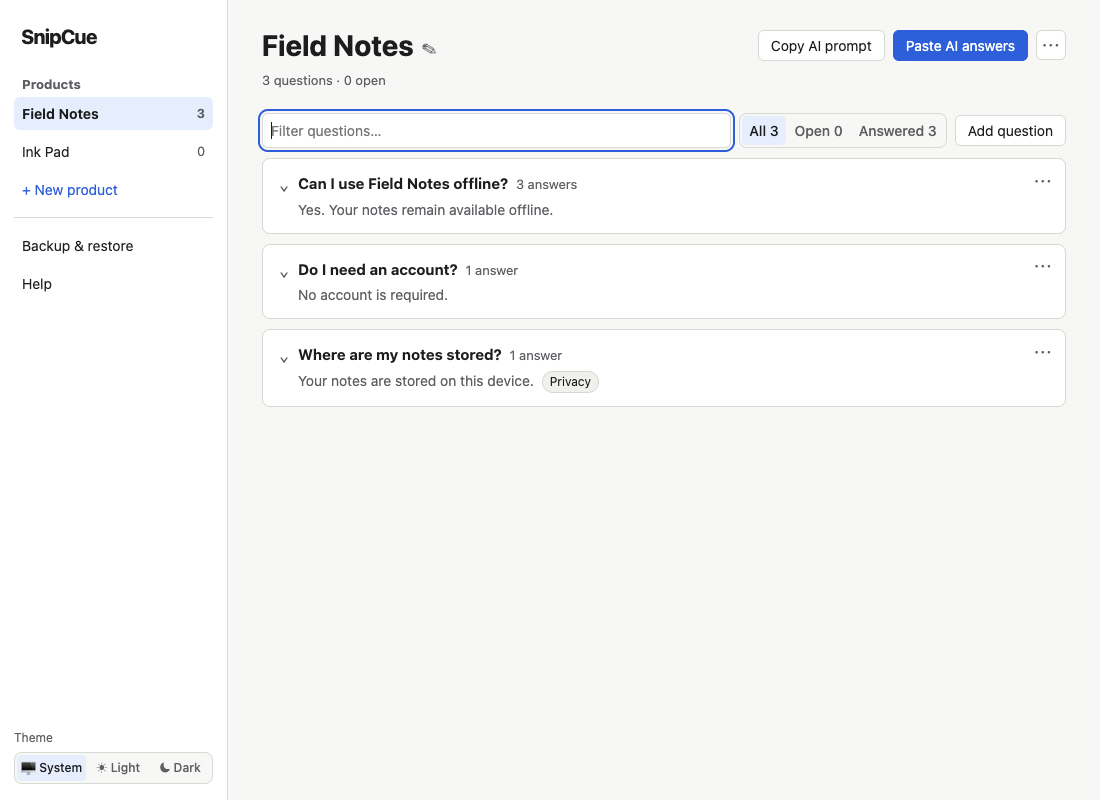 SnipCue
Products
Field Notes 3
Ink Pad 0
+ New product
Backup & restore
Help
Theme
System Light Dark
Field Notes
3 questions · 0 open
Copy AI prompt
Paste AI answers
Filter questions...
All 3 Open 0 Answered 3
Add question
Can I use Field Notes offline? 3 answers
Yes. Your notes remain available offline.
Do I need an account? 1 answer
No account is required.
Where are my notes stored? 1 answer
Your notes are stored on this device. Privacy